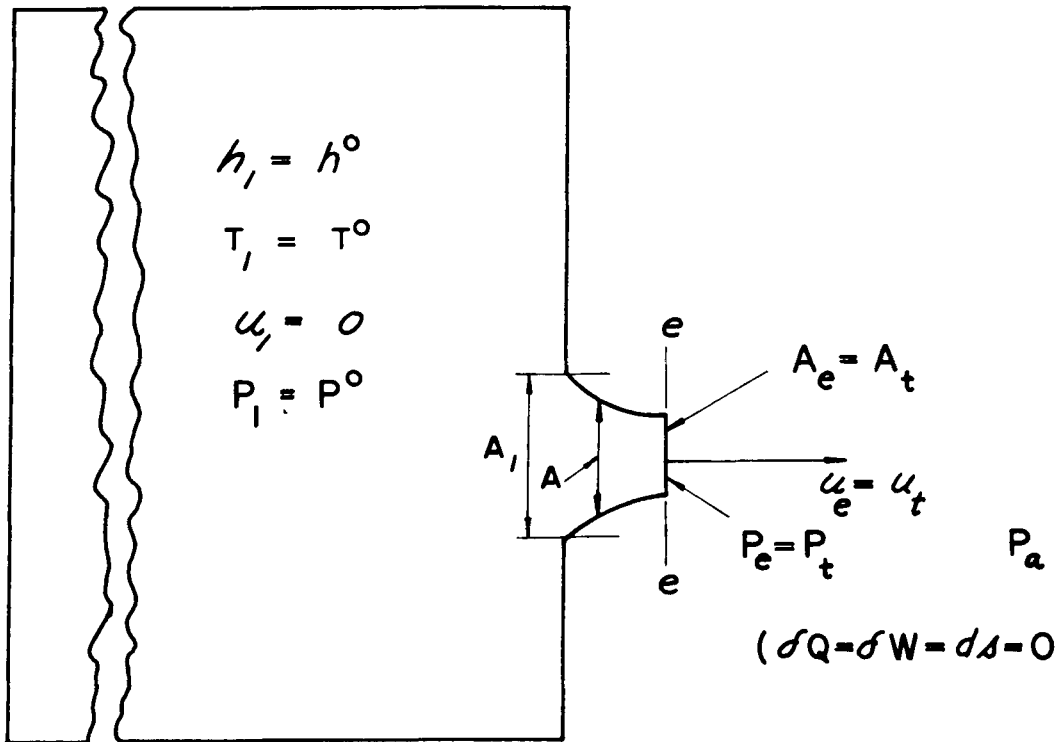 h₁ = h°
T₁ = T°
u₁ = 0
P₁ = P°
e
Aₑ = Aₜ
A₁
A
uₑ = uₜ
Pₑ = Pₜ
Pₐ
e
(δQ=δW=ds=0